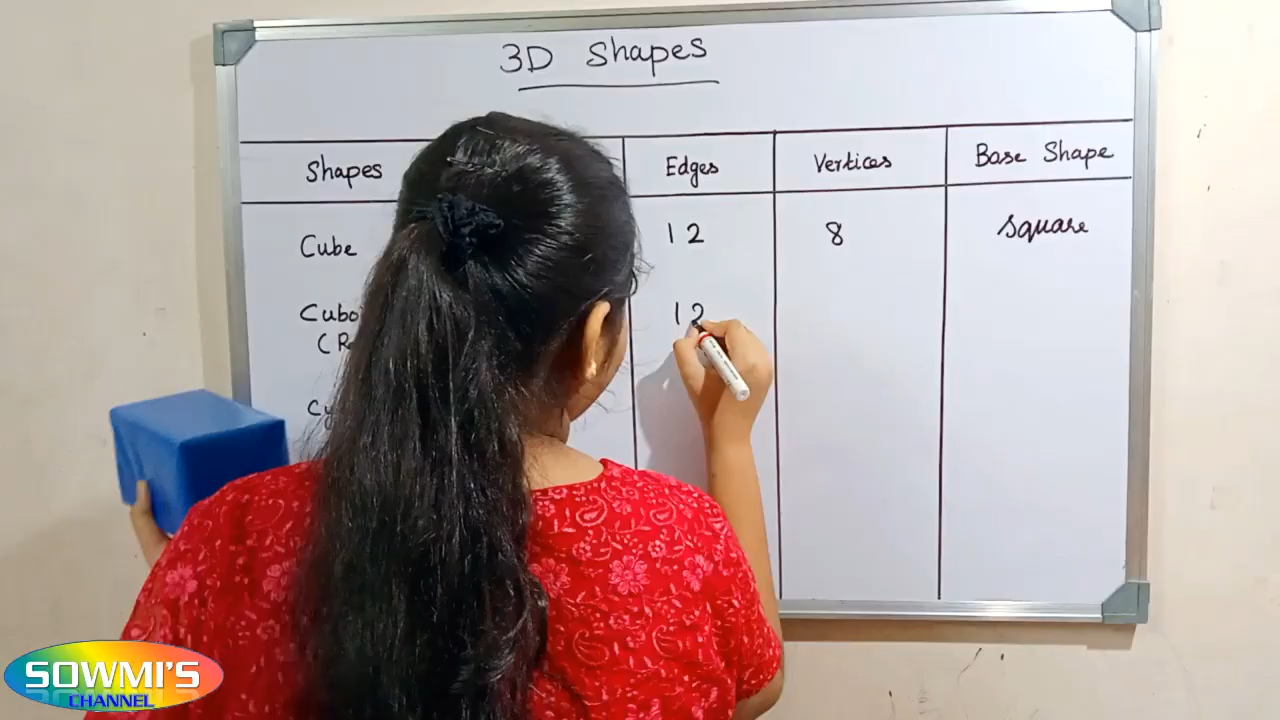 3D Shapes
Shapes Edges Vertices Base Shape
Cube 12 8 square
12
SOWMI'S
CHANNEL